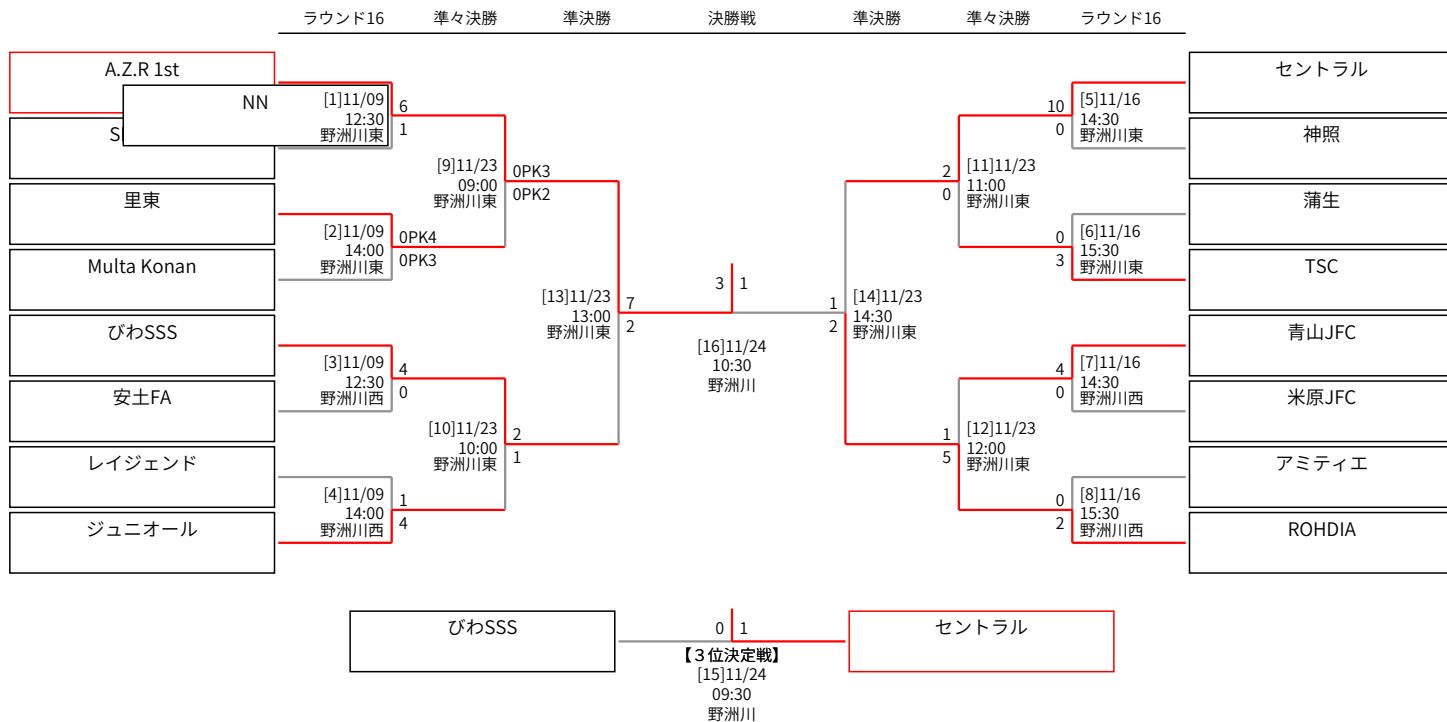 ラウンド16 準々決勝 準決勝 決勝戦 準決勝 準々決勝 ラウンド16
A.Z.R 1st
NN
里東
Multa Konan
びわSSS
安土FA
レイジェンド
ジュニオール
[1]11/09
12:30
野洲川東
6
1
[2]11/09
14:00
野洲川東
0PK4
0PK3
[3]11/09
12:30
野洲川西
4
0
[4]11/09
14:00
野洲川西
1
4
[9]11/23
09:00
野洲川東
0PK3
0PK2
[10]11/23
10:00
野洲川東
2
1
[13]11/23
13:00
野洲川東
7
2
3 1
[16]11/24
10:30
野洲川
1
2
[14]11/23
14:30
野洲川東
2
0
[11]11/23
11:00
野洲川東
1
5
[12]11/23
12:00
野洲川東
10
0
[5]11/16
14:30
野洲川東
0
3
[6]11/16
15:30
野洲川東
4
0
[7]11/16
14:30
野洲川西
0
2
[8]11/16
15:30
野洲川西
セントラル
神照
蒲生
TSC
青山JFC
米原JFC
アミティエ
ROHDIA
びわSSS
0 1
セントラル
【３位決定戦】
[15]11/24
09:30
野洲川